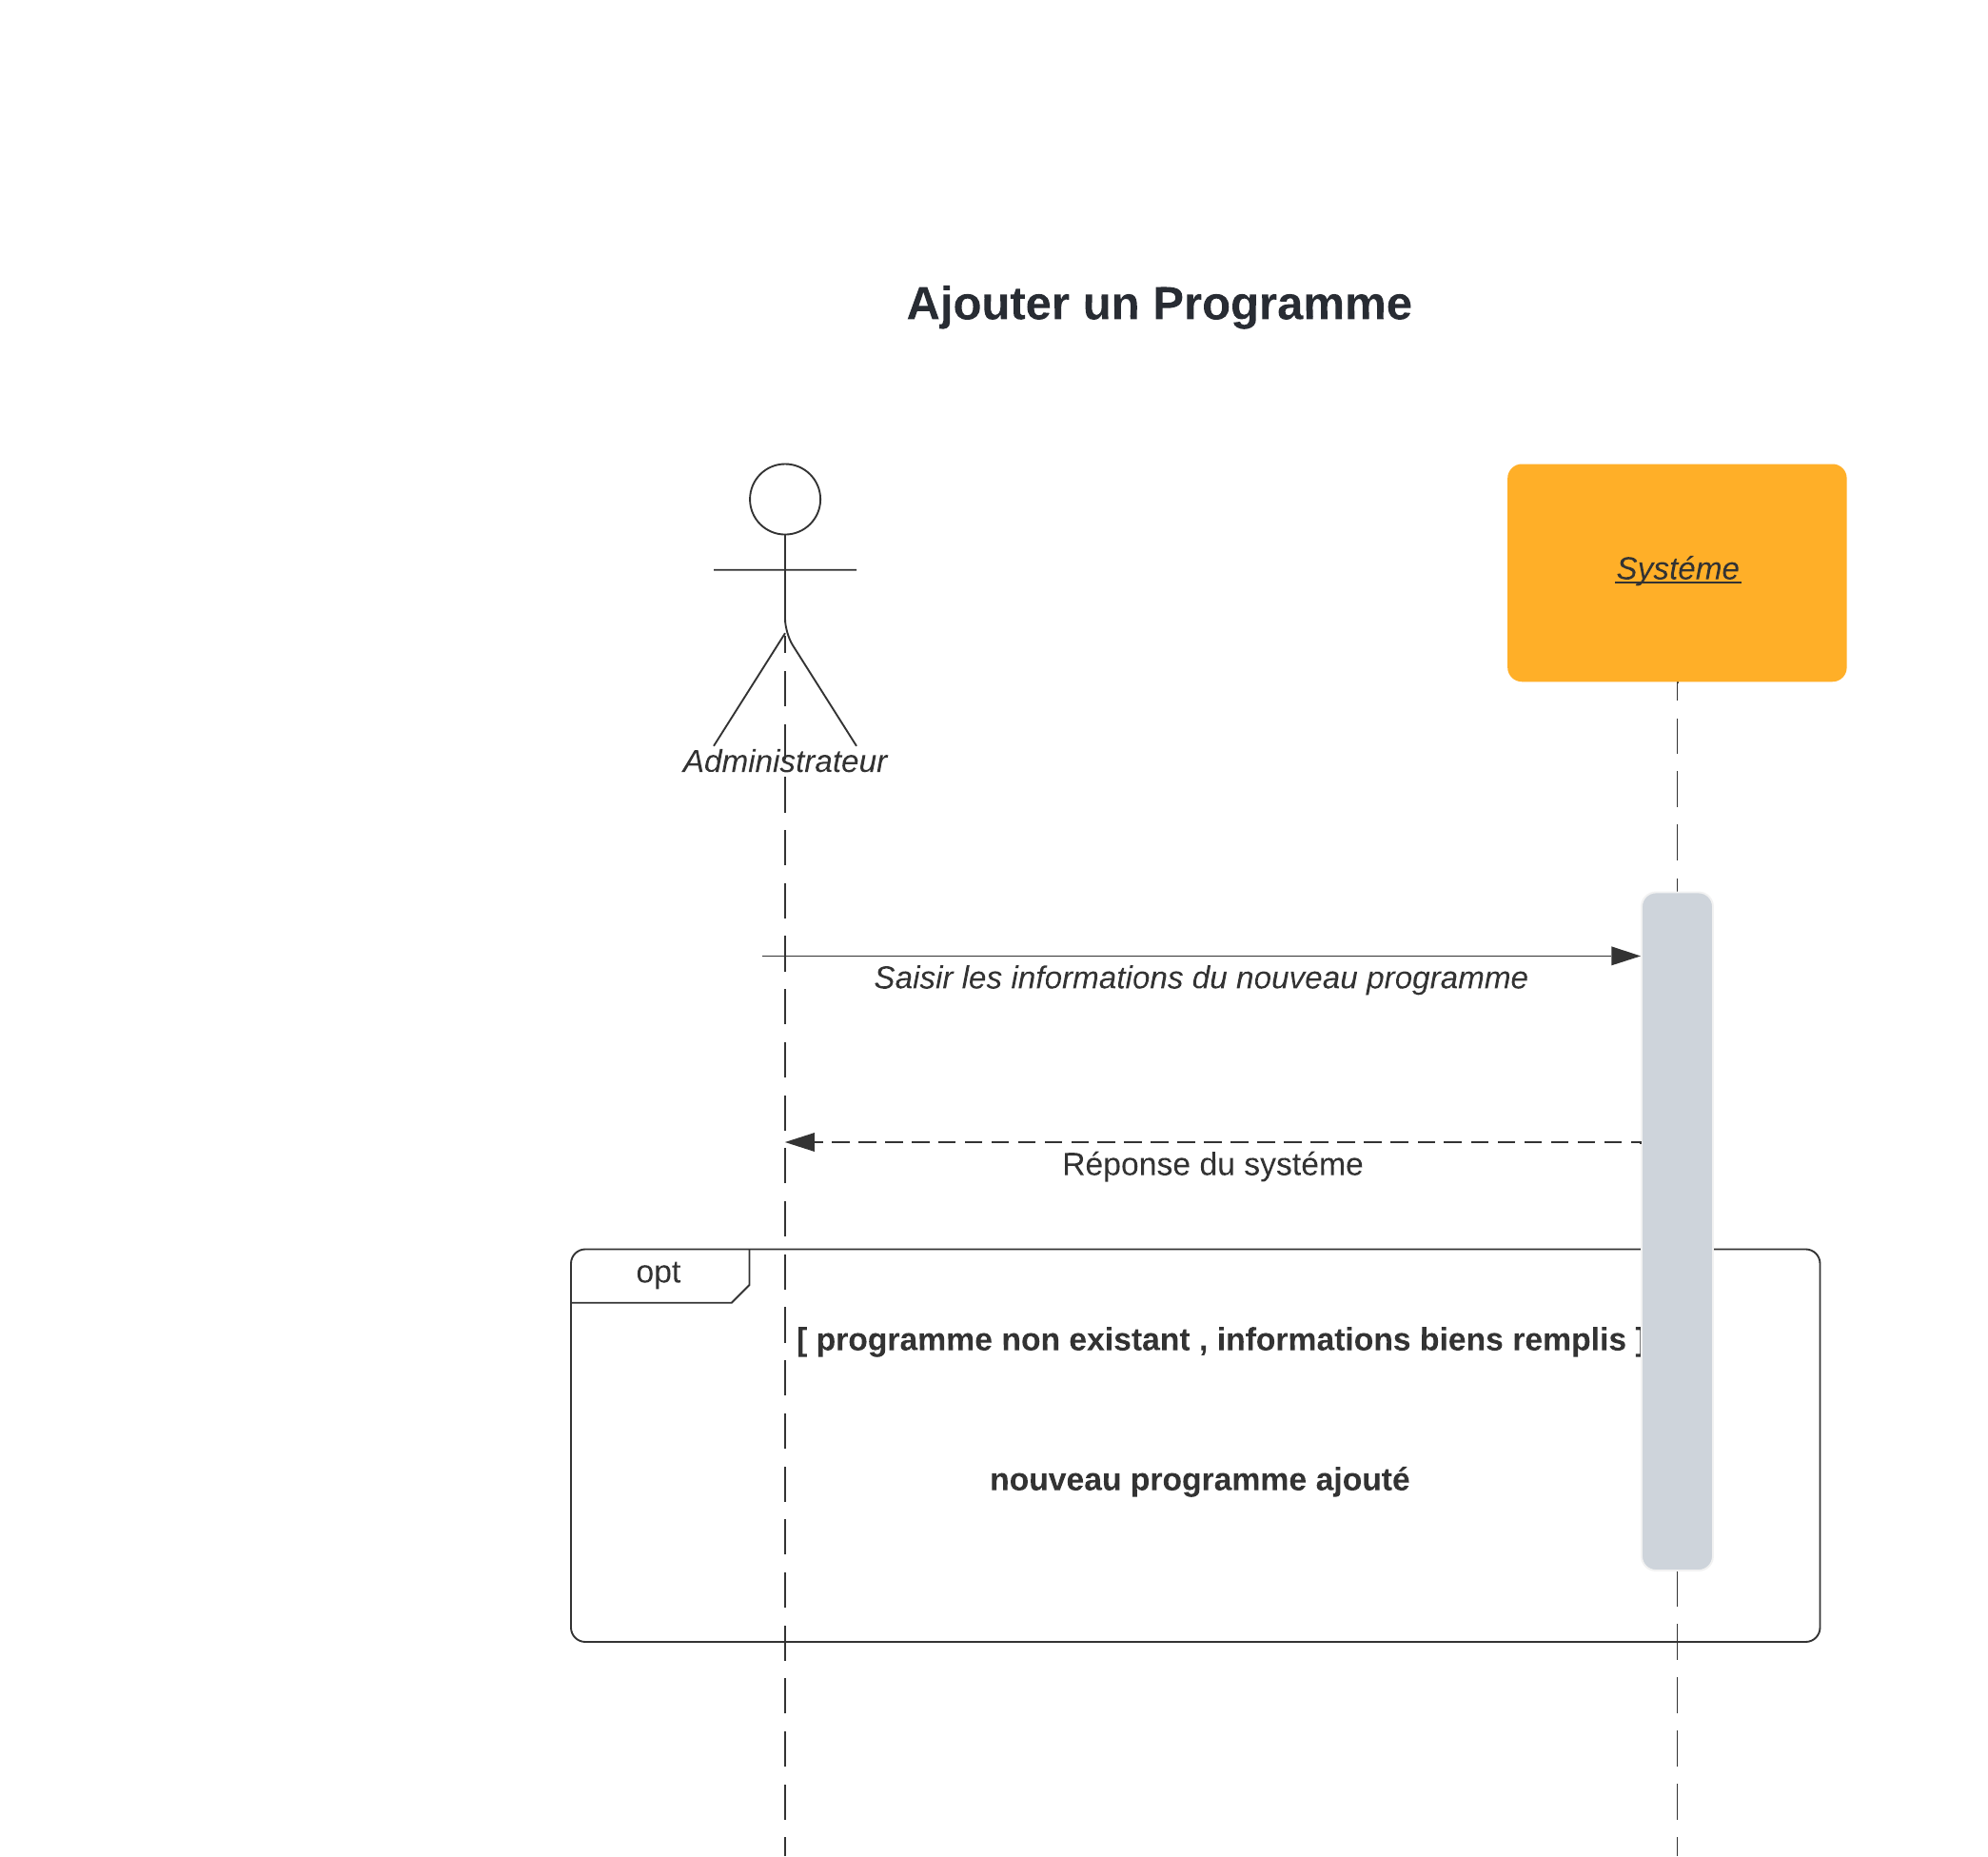 Ajouter un Programme
Systéme
Administrateur
Saisir les informations du nouveau programme
Réponse du systéme
opt
[ programme non existant , informations biens remplis ]
nouveau programme ajouté